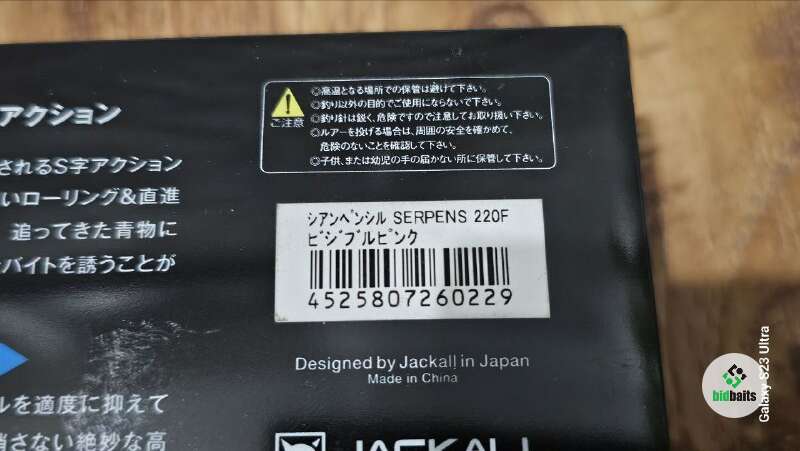 アクション
されるS字アクション
いローリング&直進
追ってきた青物に
バイトを誘うことが
ルを適度に抑えて
消さない絶妙な高
ご注意
◎高温となる場所での保管は避けて下さい。
◎釣り以外の目的でご使用にならないで下さい。
◎釣り針は鋭く、危険ですので注意してお取り扱い下さい。
◎ルアーを投げる場合は、周囲の安全を確かめて、
危険のないことを確認して下さい。
◎子供、または幼児の手の届かない所に保管して下さい。
シアンペンシル SERPENS 220F
ビジブルピンク
4525807260229
Designed by Jackall in Japan
Made in China
JACKALL
bidbaits
Galaxy S23 Ultra